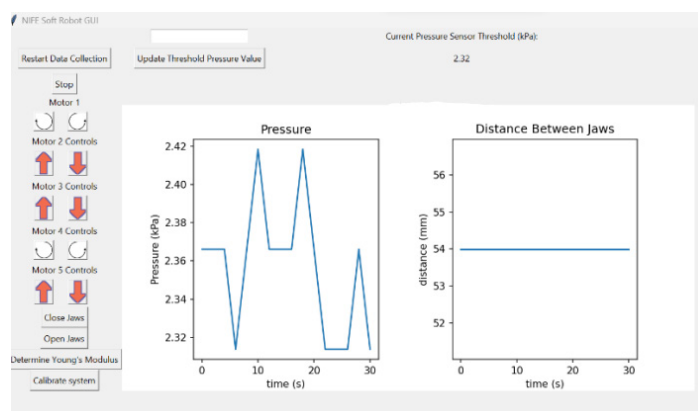 NIFE Soft Robot GUI
Current Pressure Sensor Threshold (kPa):
Restart Data Collection
Update Threshold Pressure Value
2.32
Stop
Motor 1
Motor 2 Controls
Motor 3 Controls
Motor 4 Controls
Motor 5 Controls
Close Jaws
Open Jaws
Determine Young's Modulus
Calibrate system
Pressure
Pressure (kPa)
2.42
2.40
2.38
2.36
2.34
2.32
0 10 20 30
time (s)
Distance Between Jaws
distance (mm)
56
55
54
53
52
0 10 20 30
time (s)